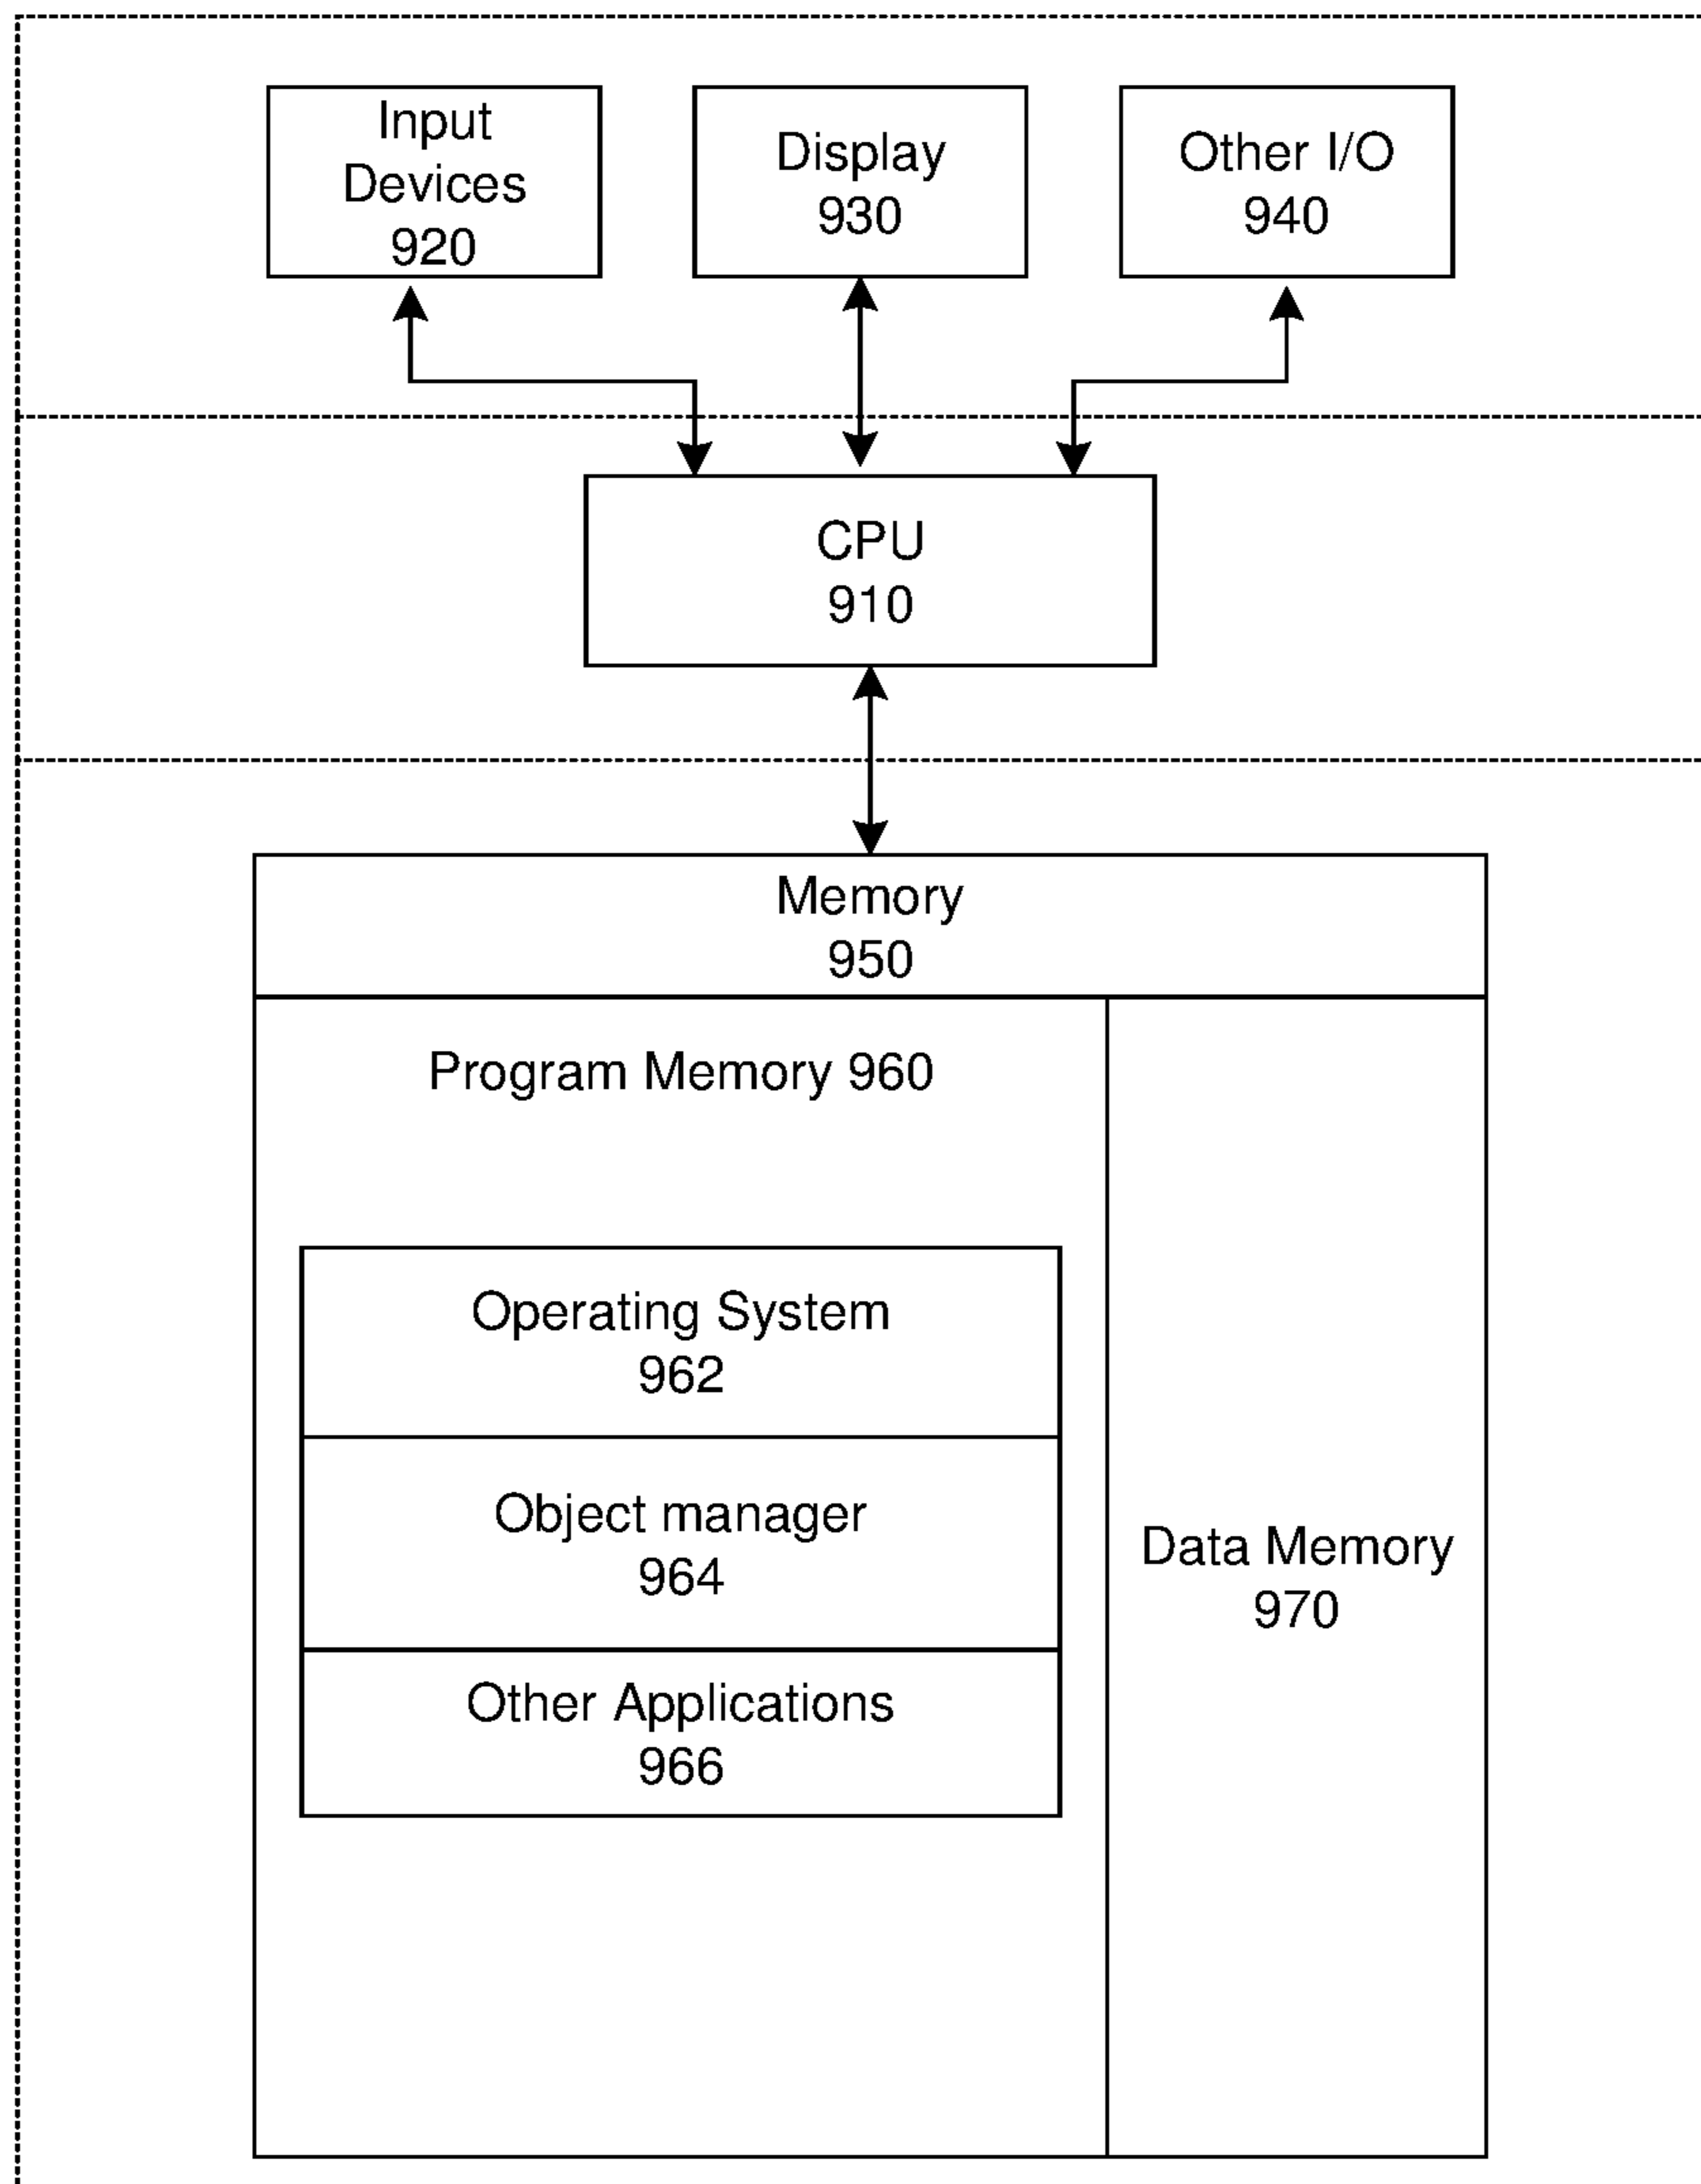 Input
Devices
920
Display
930
Other I/O
940
CPU
910
Memory
950
Program Memory 960
Operating System
962
Object manager
964
Other Applications
966
Data Memory
970